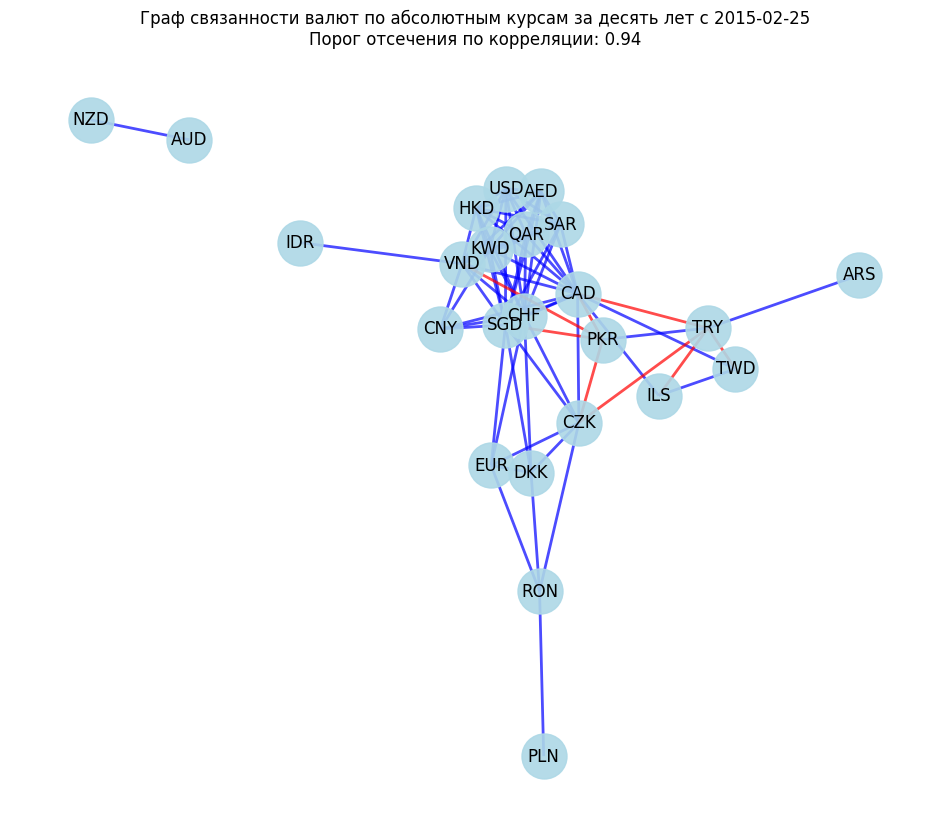 Граф связанности валют по абсолютным курсам за десять лет с 2015-02-25
Порог отсечения по корреляции: 0.94
NZD
AUD
USD
AED
HKD
SAR
QAR
IDR
KWD
VND
ARS
CAD
CHF
SGD
CNY
TRY
PKR
TWD
ILS
CZK
EUR
DKK
RON
PLN